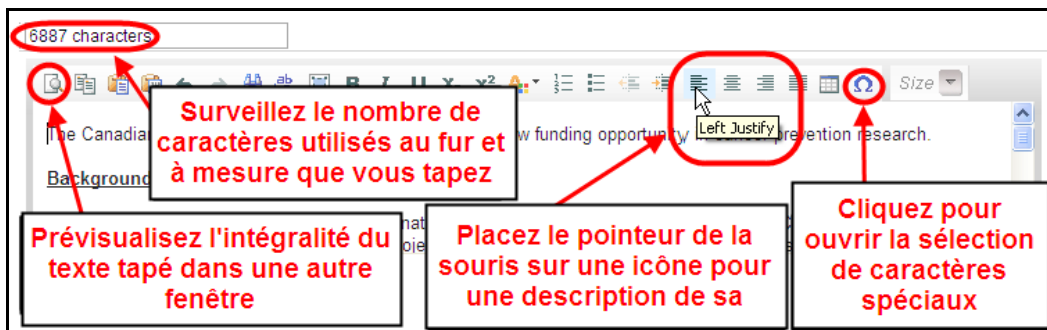 6887 characters
B I U X₂ X² Size
Left Justify
The Canadian w funding opportunity prevention research.
Background
Surveillez le nombre de
caractères utilisés au fur et
à mesure que vous tapez
Prévisualisez l'intégralité du
texte tapé dans une autre
fenêtre
Placez le pointeur de la
souris sur une icône pour
une description de sa
Cliquez pour
ouvrir la sélection
de caractères
spéciaux